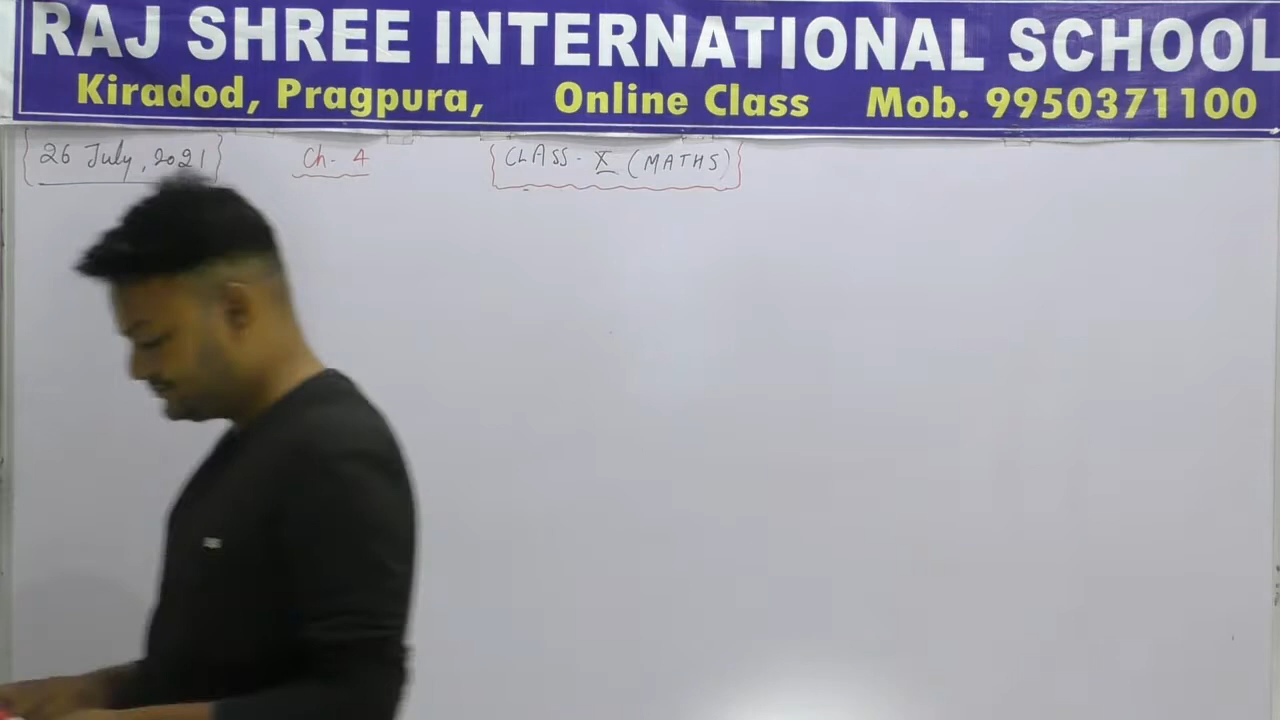 RAJ SHREE INTERNATIONAL SCHOOL
Kiradod, Pragpura, Online Class Mob. 9950371100
26 July, 2021 Ch- 4 CLASS - X (MATHS)